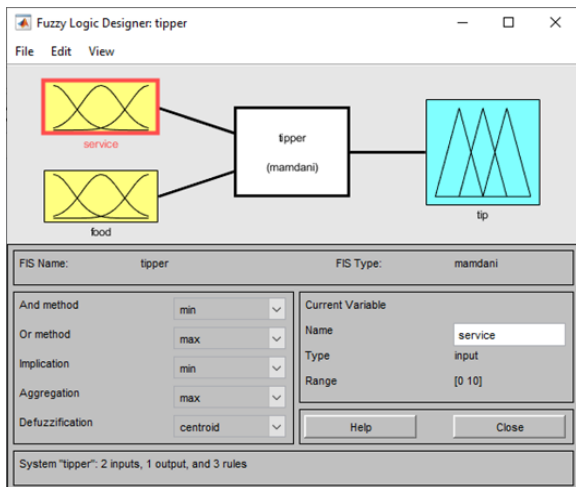 Fuzzy Logic Designer: tipper
File Edit View
service
food
tipper
(mamdani)
tip
FIS Name: tipper FIS Type: mamdani
And method min
Or method max
Implication min
Aggregation max
Defuzzification centroid
Current Variable
Name service
Type input
Range [0 10]
Help Close
System "tipper": 2 inputs, 1 output, and 3 rules